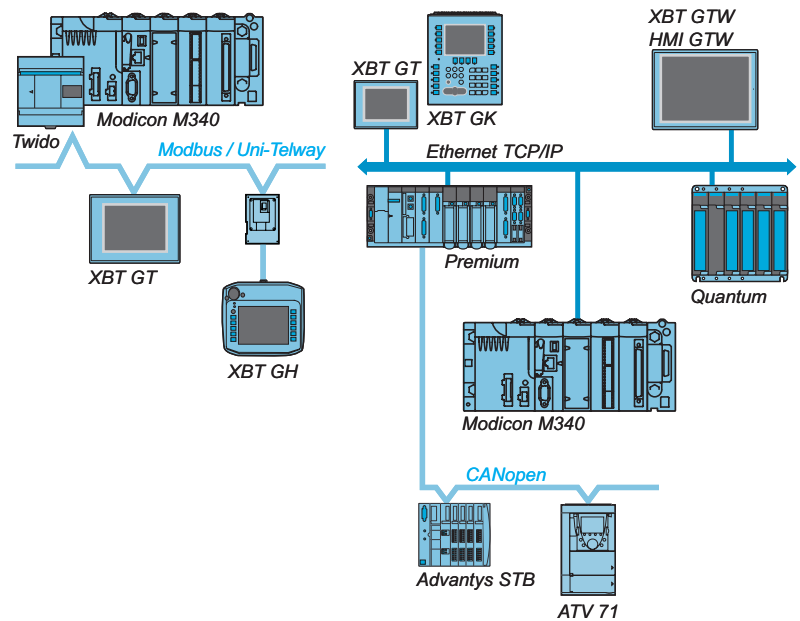 XBT GTW
HMI GTW
XBT GT
Modicon M340
XBT GK
Twido
Modbus / Uni-Telway
Ethernet TCP/IP
XBT GT
Premium
Quantum
XBT GH
Modicon M340
CANopen
Advantys STB
ATV 71